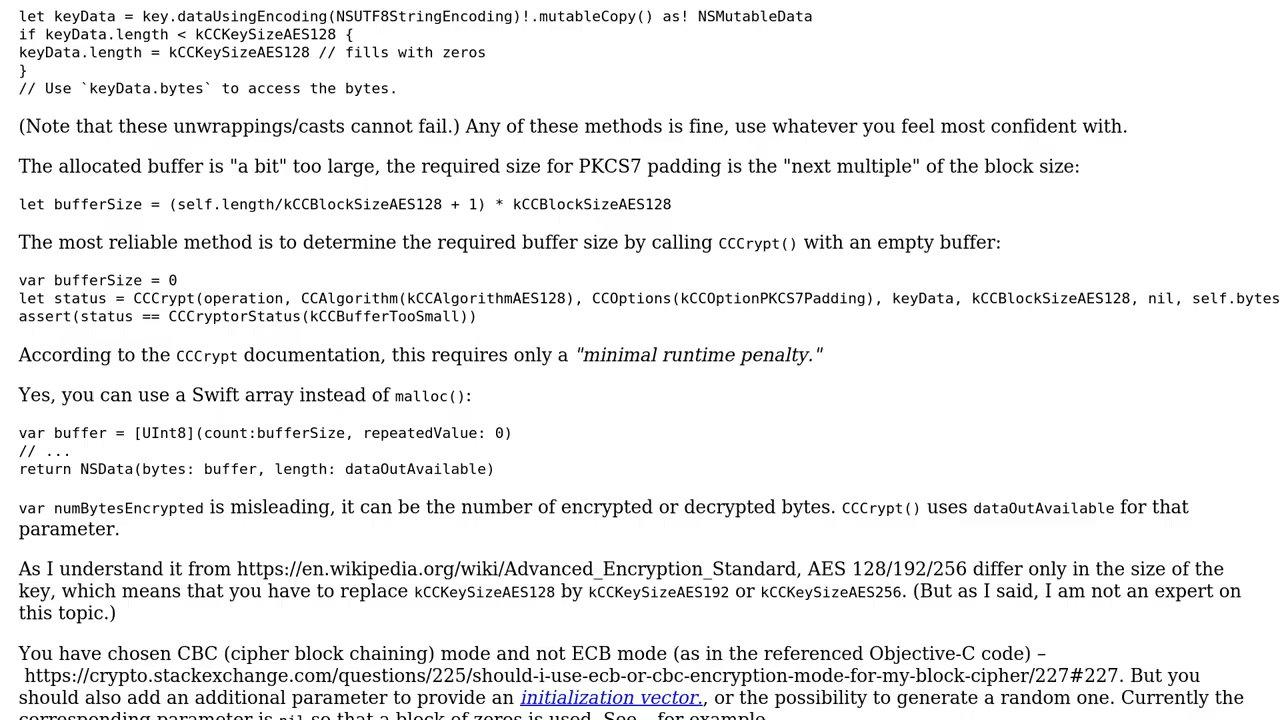 let keyData = key.dataUsingEncoding(NSUTF8StringEncoding)!.mutableCopy() as! NSMutableData
if keyData.length < kCCKeySizeAES128 {
keyData.length = kCCKeySizeAES128 // fills with zeros
}
// Use `keyData.bytes` to access the bytes.
(Note that these unwrappings/casts cannot fail.) Any of these methods is fine, use whatever you feel most confident with.
The allocated buffer is "a bit" too large, the required size for PKCS7 padding is the "next multiple" of the block size:
let bufferSize = (self.length/kCCBlockSizeAES128 + 1) * kCCBlockSizeAES128
The most reliable method is to determine the required buffer size by calling CCCrypt() with an empty buffer:
var bufferSize = 0
let status = CCCrypt(operation, CCAlgorithm(kCCAlgorithmAES128), CCOptions(kCCOptionPKCS7Padding), keyData, kCCBlockSizeAES128, nil, self.bytes
assert(status == CCCryptorStatus(kCCBufferTooSmall))
According to the CCCrypt documentation, this requires only a "minimal runtime penalty."
Yes, you can use a Swift array instead of malloc():
var buffer = [UInt8](count:bufferSize, repeatedValue: 0)
// ...
return NSData(bytes: buffer, length: dataOutAvailable)
var numBytesEncrypted is misleading, it can be the number of encrypted or decrypted bytes. CCCrypt() uses dataOutAvailable for that
parameter.
As I understand it from https://en.wikipedia.org/wiki/Advanced_Encryption_Standard, AES 128/192/256 differ only in the size of the
key, which means that you have to replace kCCKeySizeAES128 by kCCKeySizeAES192 or kCCKeySizeAES256. (But as I said, I am not an expert on
this topic.)
You have chosen CBC (cipher block chaining) mode and not ECB mode (as in the referenced Objective-C code) –
https://crypto.stackexchange.com/questions/225/should-i-use-ecb-or-cbc-encryption-mode-for-my-block-cipher/227#227. But you
should also add an additional parameter to provide an initialization vector., or the possibility to generate a random one. Currently the
corresponding parameter is nil so that a block of zeros is used. See   for example